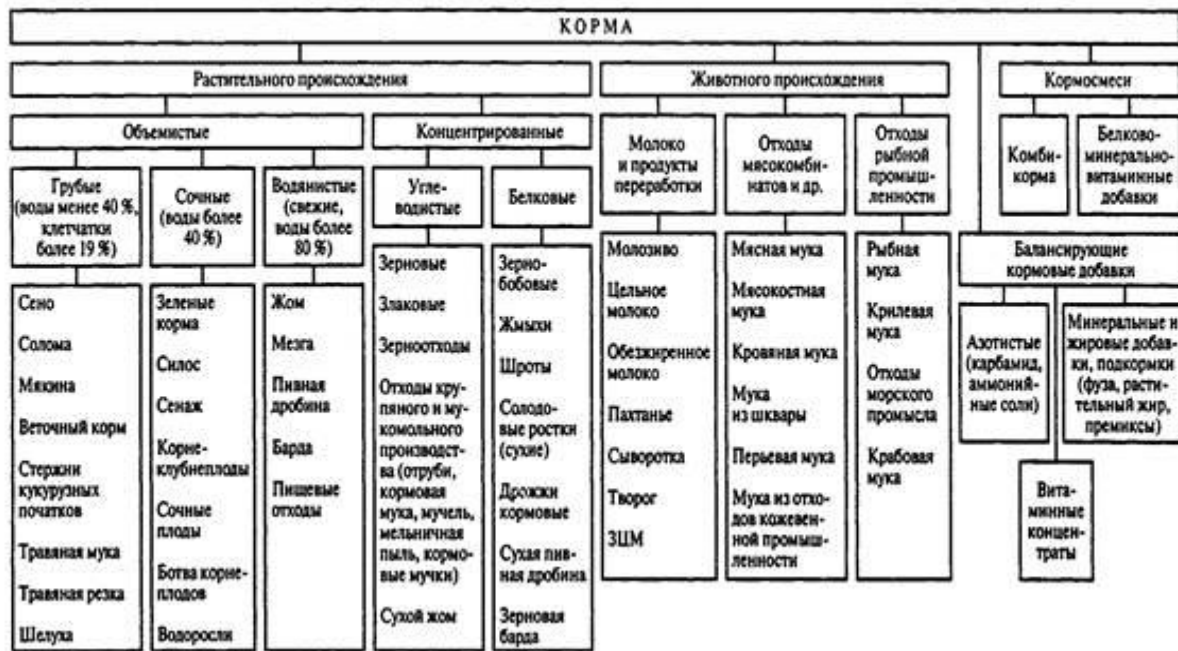 КОРМА
Растительного происхождения
Животного происхождения
Кормосмеси
Объемистые
Концентрированные
Молоко
и продукты
переработки
Отходы
мясокомби-
натов и др.
Отходы
рыбной
промыш-
ленности
Комби-
корма
Белково-
минерально-
витаминные
добавки
Грубые
(воды менее 40 %,
клетчатки
более 19 %)
Сочные
(воды более
40 %)
Водянистые
(свежие,
воды более
80 %)
Угле-
водистые
Белковые
Сено
Солома
Мякина
Веточный корм
Стержни
кукурузных
початков
Травяная мука
Травяная резка
Шелуха
Зеленые
корма
Силос
Сенаж
Корне-
клубнеплоды
Сочные
плоды
Ботва корне-
плодов
Водоросли
Жом
Мезга
Пивная
дробина
Барда
Пищевые
отходы
Зерновые
Злаковые
Зерноотходы
Отходы кру-
пяного и му-
комольного
производст-
ва (отруби,
кормовая
мука, мучель,
мельничная
пыль, кормо-
вые мучки)
Сухой жом
Зерно-
бобовые
Жмыхи
Шроты
Солодо-
вые ростки
(сухие)
Дрожжи
кормовые
Сухая пив-
ная дробина
Зерновая
барда
Молозиво
Цельное
молоко
Обезжиренное
молоко
Пахтанье
Сыворотка
Творог
ЗЦМ
Мясная мука
Мясокостная
мука
Кровяная мука
Мука
из шквары
Перьевая мука
Мука из отхо-
дов кожевен-
ной промыш-
ленности
Рыбная
мука
Крилевая
мука
Отходы
морского
промысла
Крабовая
мука
Балансирующие
кормовые добавки
Азотистые
(карбамид,
аммоний-
ные соли)
Минеральные и
жировые добав-
ки, подкормки
(фуза, расти-
тельный жир,
премиксы)
Вита-
минные
концен-
траты